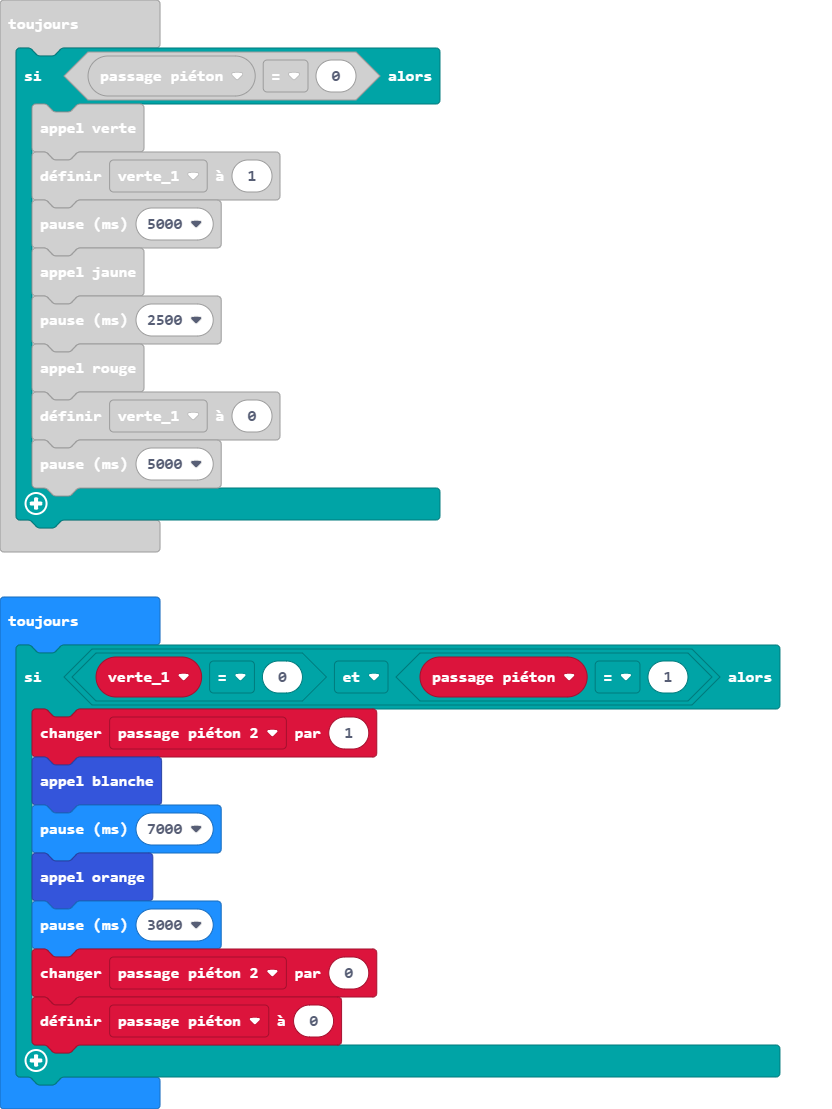 toujours
si passage piéton = 0 alors
appel verte
définir verte_1 à 1
pause (ms) 5000
appel jaune
pause (ms) 2500
appel rouge
définir verte_1 à 0
pause (ms) 5000
toujours
si verte_1 = 0 et passage piéton = 1 alors
changer passage piéton 2 par 1
appel blanche
pause (ms) 7000
appel orange
pause (ms) 3000
changer passage piéton 2 par 0
définir passage piéton à 0